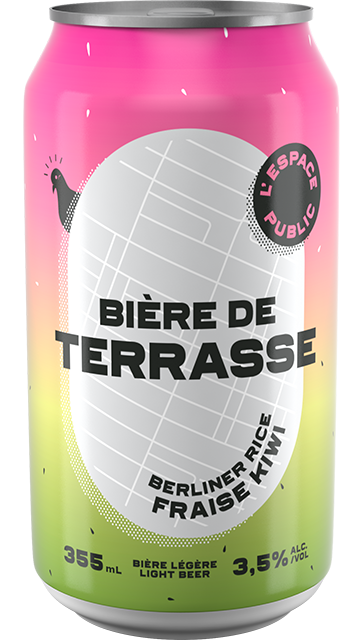 L'ESPACE
PUBLIC
BIÈRE DE
TERRASSE
BERLINER RICE
FRAISE KIWI
355 mL
BIÈRE LÉGÈRE
LIGHT BEER
3,5% ALC.
/VOL